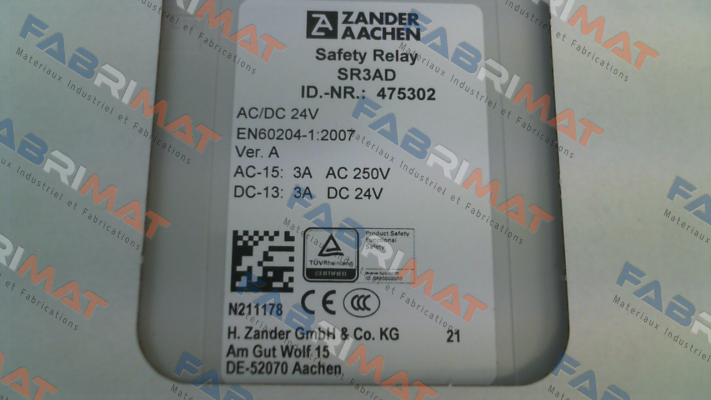 ZANDER
AACHEN
Safety Relay
SR3AD
ID.-NR.: 475302
AC/DC 24V
EN60204-1:2007
Ver. A
AC-15: 3A AC 250V
DC-13: 3A DC 24V
TÜVRheinland
CERTIFIED
Product Safety
Functional
Safety
N211178
CE
CCC
H. Zander GmbH & Co. KG 21
Am Gut Wolf 15
DE-52070 Aachen
FABRIMAT
Materiaux Industriel et Fabrications